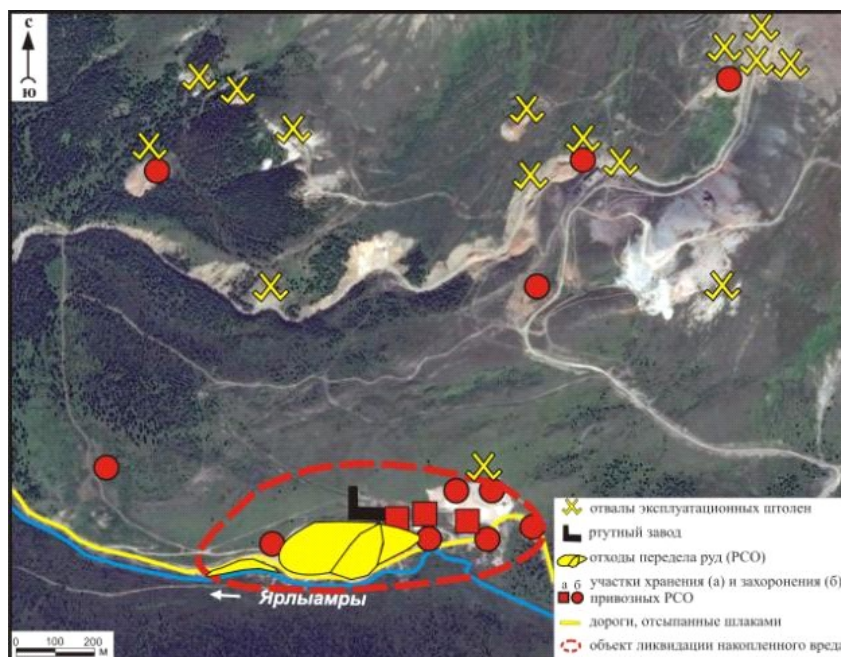 с
ю
отвалы эксплуатационных штолен
ртутный завод
отходы передела руд (РСО)
а б участки хранения (а) и захоронения (б)
привозных РСО
дороги, отсыпанные шлаками
объект ликвидации накопленного вреда
Ярлыамры
0 100 200
м